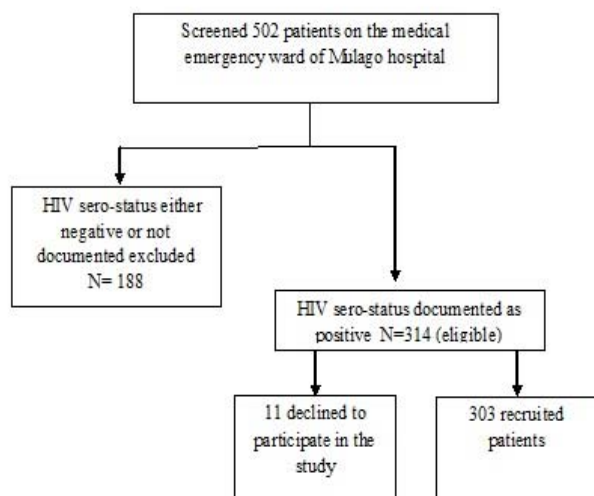 Screened 502 patients on the medical
emergency ward of Mulago hospital
HIV sero-status either
negative or not
documented excluded
N= 188
HIV sero-status documented as
positive N=314 (eligible)
11 declined to
participate in the
study
303 recruited
patients